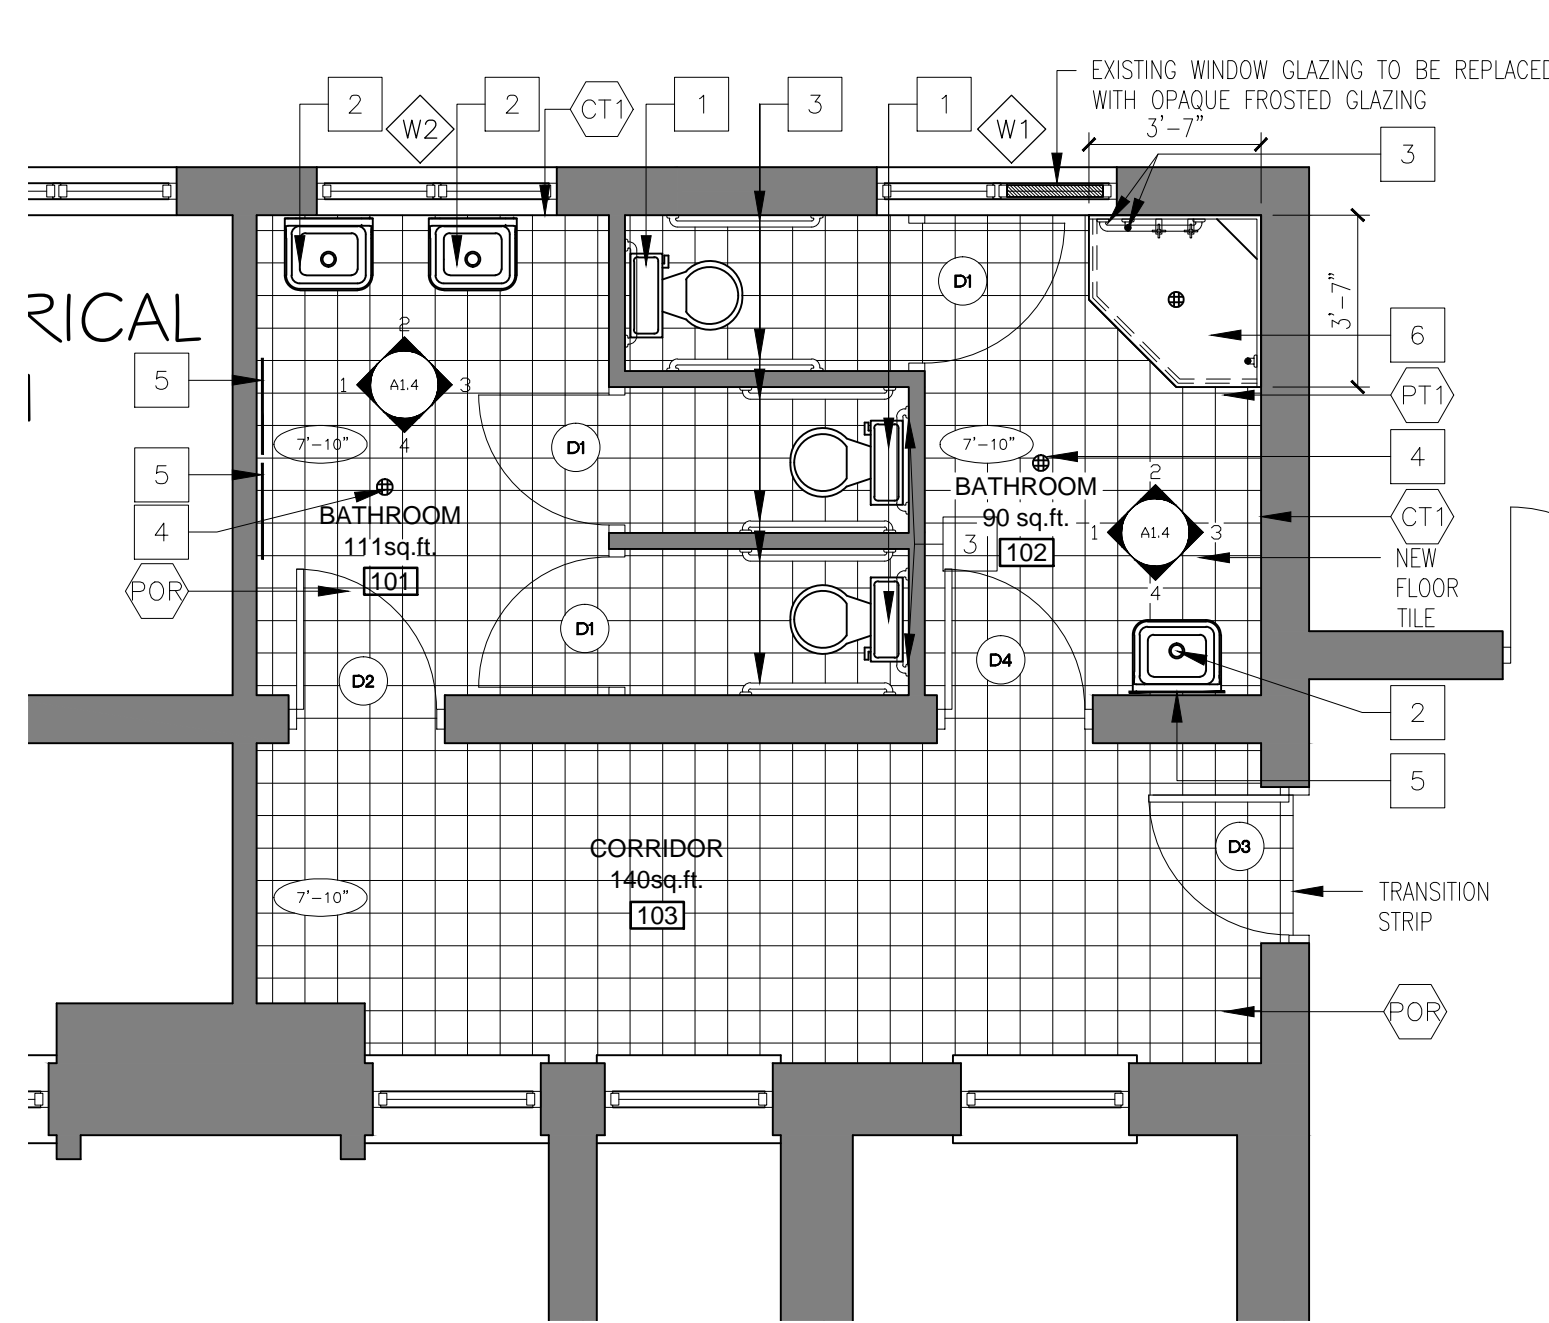 EXISTING WINDOW GLAZING TO BE REPLACED
WITH OPAQUE FROSTED GLAZING
2
W2
2
CT1
1
3
1
W1
3'-7"
3
D1
3'-7"
RICAL
6
5
2
1
A1.4
3
4
PT1
7'-10"
D1
7'-10"
4
5
BATHROOM
111sq.ft.
101
4
BATHROOM
90 sq.ft.
102
3
2
1
A1.4
3
4
CT1
NEW
FLOOR
TILE
POR
D1
D2
D4
2
5
CORRIDOR
140sq.ft.
103
D3
7'-10"
TRANSITION
STRIP
POR